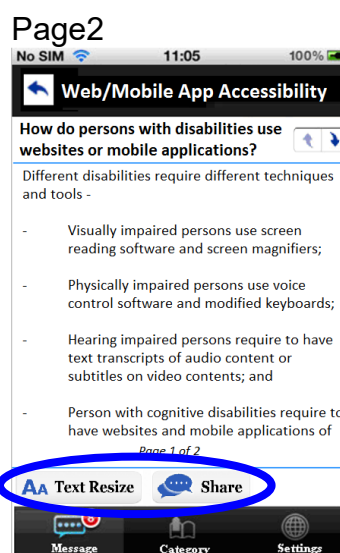 Page2
No SIM 11:05 100%
Web/Mobile App Accessibility
How do persons with disabilities use
websites or mobile applications?
Different disabilities require different techniques
and tools -
- Visually impaired persons use screen
reading software and screen magnifiers;
- Physically impaired persons use voice
control software and modified keyboards;
- Hearing impaired persons require to have
text transcripts of audio content or
subtitles on video contents; and
- Person with cognitive disabilities require to
have websites and mobile applications of
Page 1 of 2
AA Text Resize Share
6
Message Category Settings